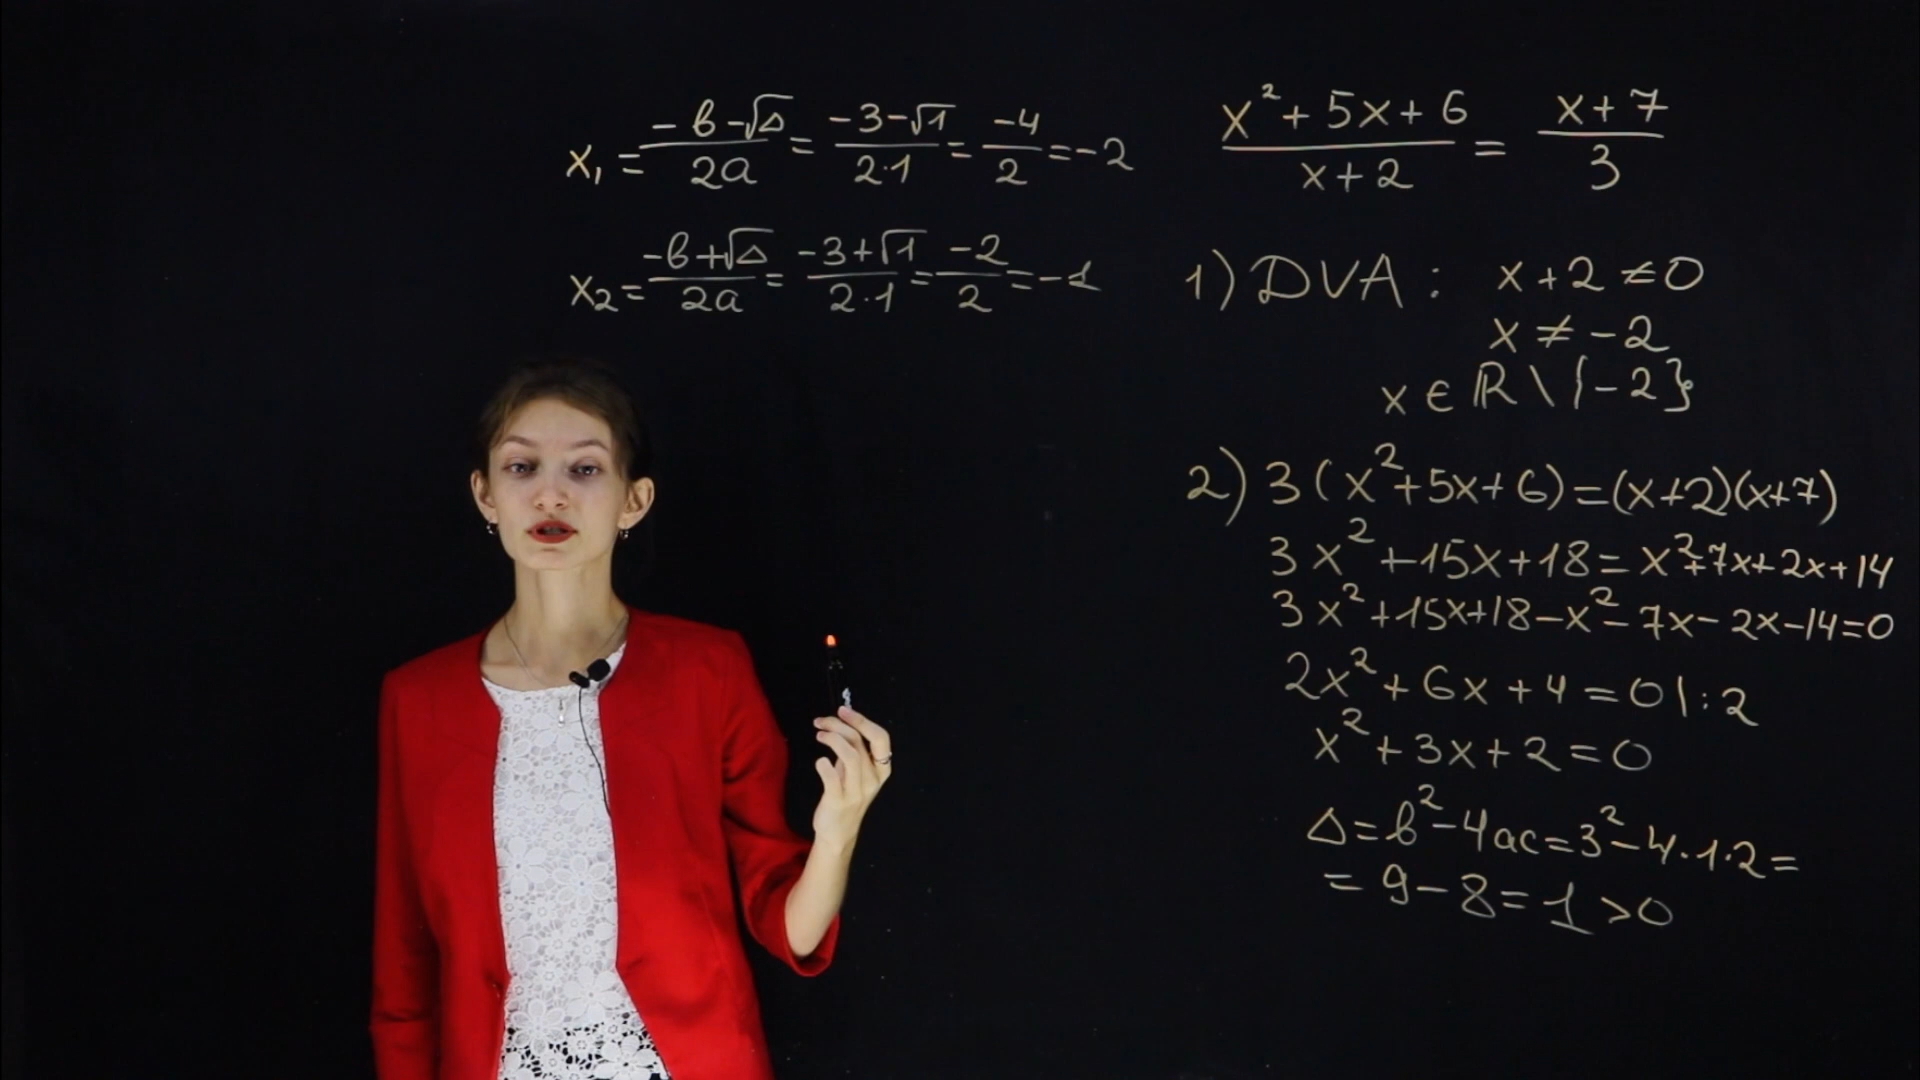 x₁ = (-b-√Δ)/(2a) = (-3-√1)/(2·1) = (-4)/2 = -2
x₂ = (-b+√Δ)/(2a) = (-3+√1)/(2·1) = (-2)/2 = -1
(x²+5x+6)/(x+2) = (x+7)/3
1) DVA: x+2≠0
x ≠ -2
x ∈ ℝ \ {-2}
2) 3(x²+5x+6)=(x+2)(x+7)
3x²+15x+18=x²+7x+2x+14
3x²+15x+18-x²-7x-2x-14=0
2x²+6x+4=0|:2
x²+3x+2=0
Δ=b²-4ac=3²-4·1·2=
=9-8=1>0